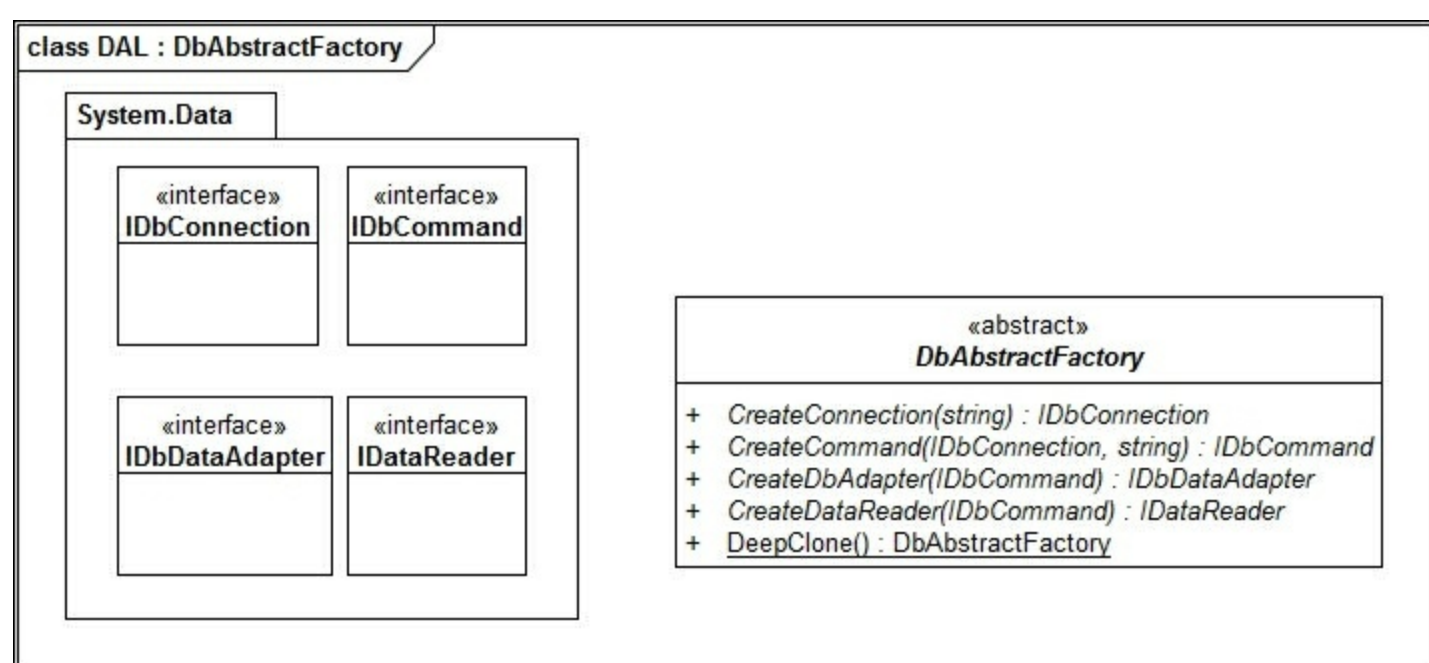 class DAL : DbAbstractFactory
System.Data
«interface»
IDbConnection
«interface»
IDbCommand
«interface»
IDbDataAdapter
«interface»
IDataReader
«abstract»
DbAbstractFactory
+ CreateConnection(string) : IDbConnection
+ CreateCommand(IDbConnection, string) : IDbCommand
+ CreateDbAdapter(IDbCommand) : IDbDataAdapter
+ CreateDataReader(IDbCommand) : IDataReader
+ DeepClone() : DbAbstractFactory